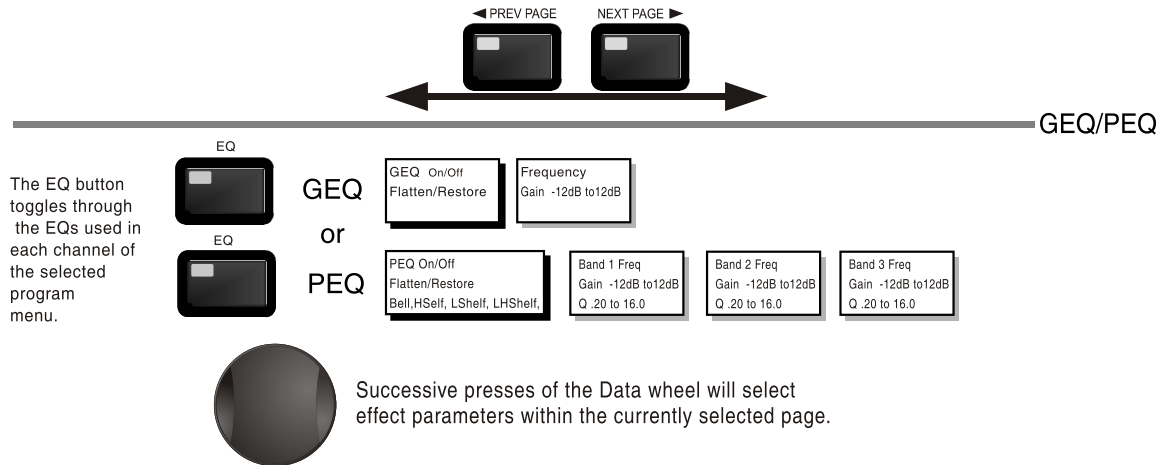 ◄ PREV PAGE
NEXT PAGE ►
GEQ/PEQ
The EQ button
toggles through
the EQs used in
each channel of
the selected
program
menu.
EQ
GEQ
GEQ On/Off
Flatten/Restore
Frequency
Gain -12dB to12dB
or
EQ
PEQ
PEQ On/Off
Flatten/Restore
Bell,HSelf, LShelf, LHShelf,
Band 1 Freq
Gain -12dB to12dB
Q .20 to 16.0
Band 2 Freq
Gain -12dB to12dB
Q .20 to 16.0
Band 3 Freq
Gain -12dB to12dB
Q .20 to 16.0
Successive presses of the Data wheel will select
effect parameters within the currently selected page.